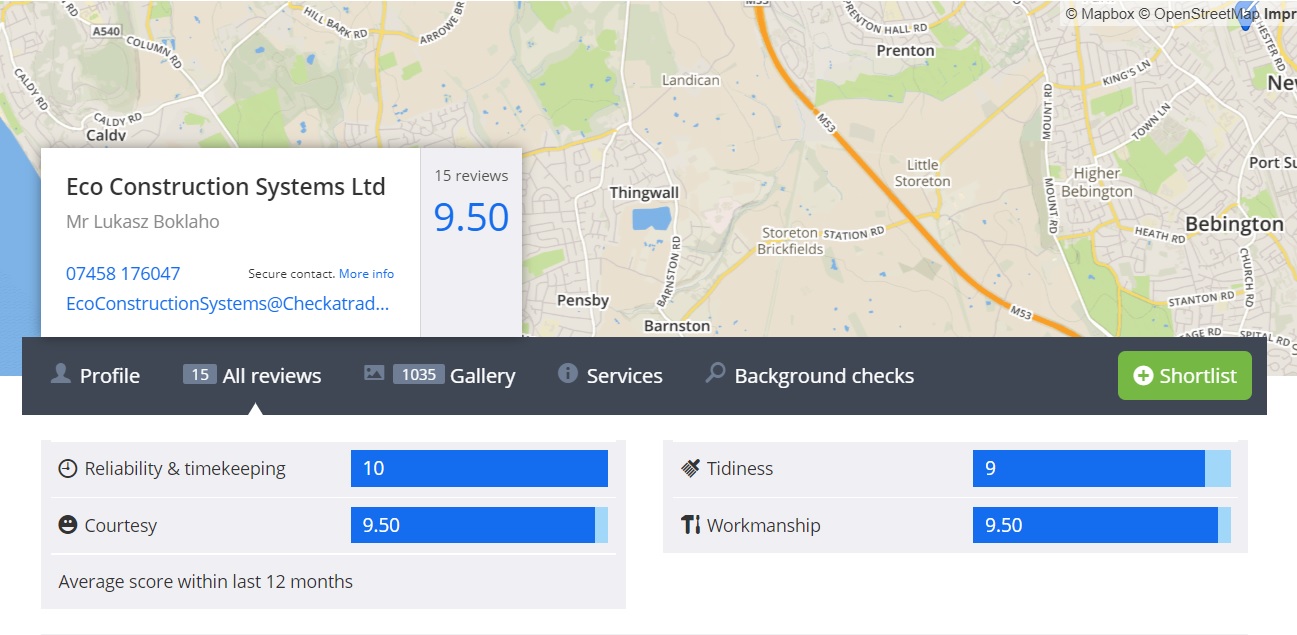 M53
© Mapbox © OpenStreetMap Impr
A540
COLUMN RD
HILL BARK RD
ARROWE BR
CALDY RD
CALDY RD
Caldy
Landican
PRENTON HALL RD
Prenton
KING'S LN
MOUNT RD
TOWN LN
CHESTER RD
New
M53
Port Su
Little
Storeton
Higher
Bebington
MOUNT RD
Bebington
HEATH RD
CHURCH RD
Thingwall
Storeton
Brickfields
STATION RD
BARNSTON RD
Pensby
Barnston
M53
STANTON RD
AGE RD
SPITAL RD
Eco Construction Systems Ltd
Mr Lukasz Boklaho
07458 176047
Secure contact. More info
EcoConstructionSystems@Checkatrad...
15 reviews
9.50
Profile
15 All reviews
1035 Gallery
Services
Background checks
Shortlist
Reliability & timekeeping 10
Tidiness 9
Courtesy 9.50
Workmanship 9.50
Average score within last 12 months